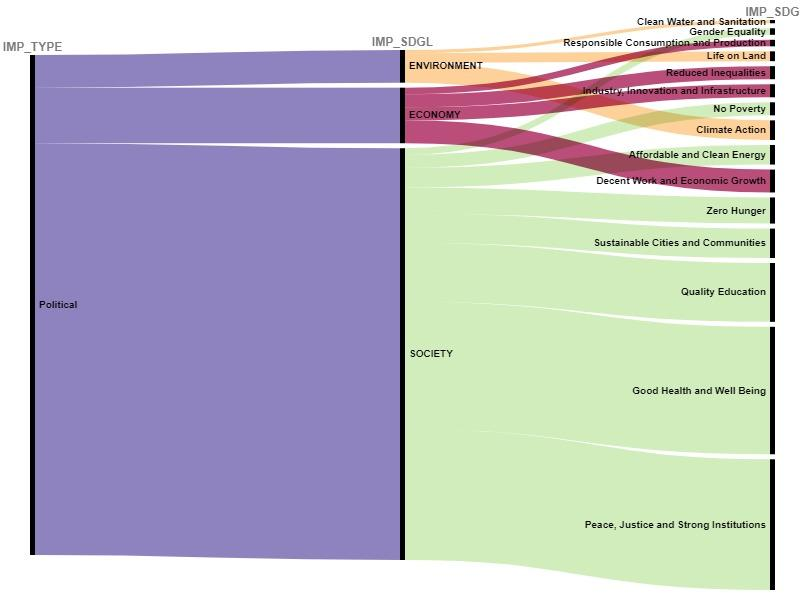 IMP_TYPE
IMP_SDGL
IMP_SDG
Political
ENVIRONMENT
ECONOMY
SOCIETY
Clean Water and Sanitation
Gender Equality
Responsible Consumption and Production
Life on Land
Reduced Inequalities
Industry, Innovation and Infrastructure
No Poverty
Climate Action
Affordable and Clean Energy
Decent Work and Economic Growth
Zero Hunger
Sustainable Cities and Communities
Quality Education
Good Health and Well Being
Peace, Justice and Strong Institutions